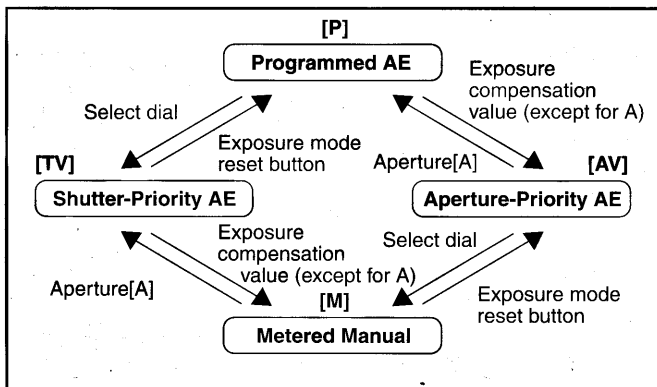 [P]
Programmed AE
Exposure
compensation
value (except for A)
Select dial
Exposure mode
reset button
Aperture[A]
[TV]
[AV]
Shutter-Priority AE
Aperture-Priority AE
Exposure
compensation
value (except for A)
Select dial
Aperture[A]
[M]
Exposure mode
reset button
Metered Manual